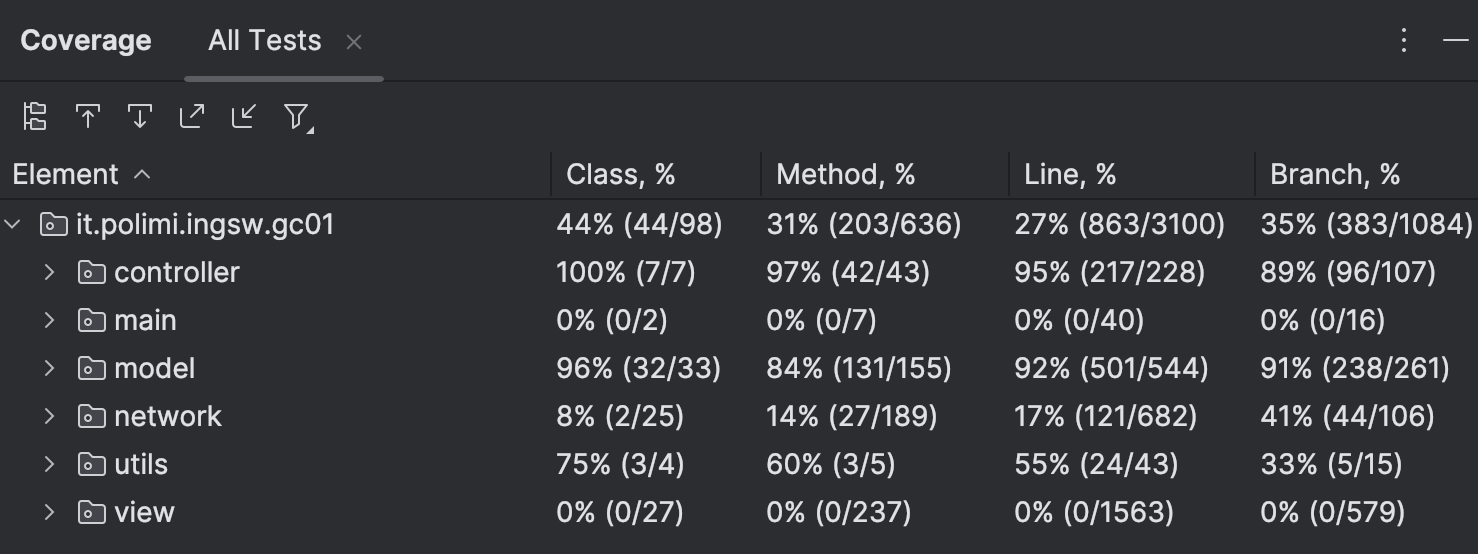 Coverage All Tests
Element Class, % Method, % Line, % Branch, %
it.polimi.ingsw.gc01 44% (44/98) 31% (203/636) 27% (863/3100) 35% (383/1084)
controller 100% (7/7) 97% (42/43) 95% (217/228) 89% (96/107)
main 0% (0/2) 0% (0/7) 0% (0/40) 0% (0/16)
model 96% (32/33) 84% (131/155) 92% (501/544) 91% (238/261)
network 8% (2/25) 14% (27/189) 17% (121/682) 41% (44/106)
utils 75% (3/4) 60% (3/5) 55% (24/43) 33% (5/15)
view 0% (0/27) 0% (0/237) 0% (0/1563) 0% (0/579)